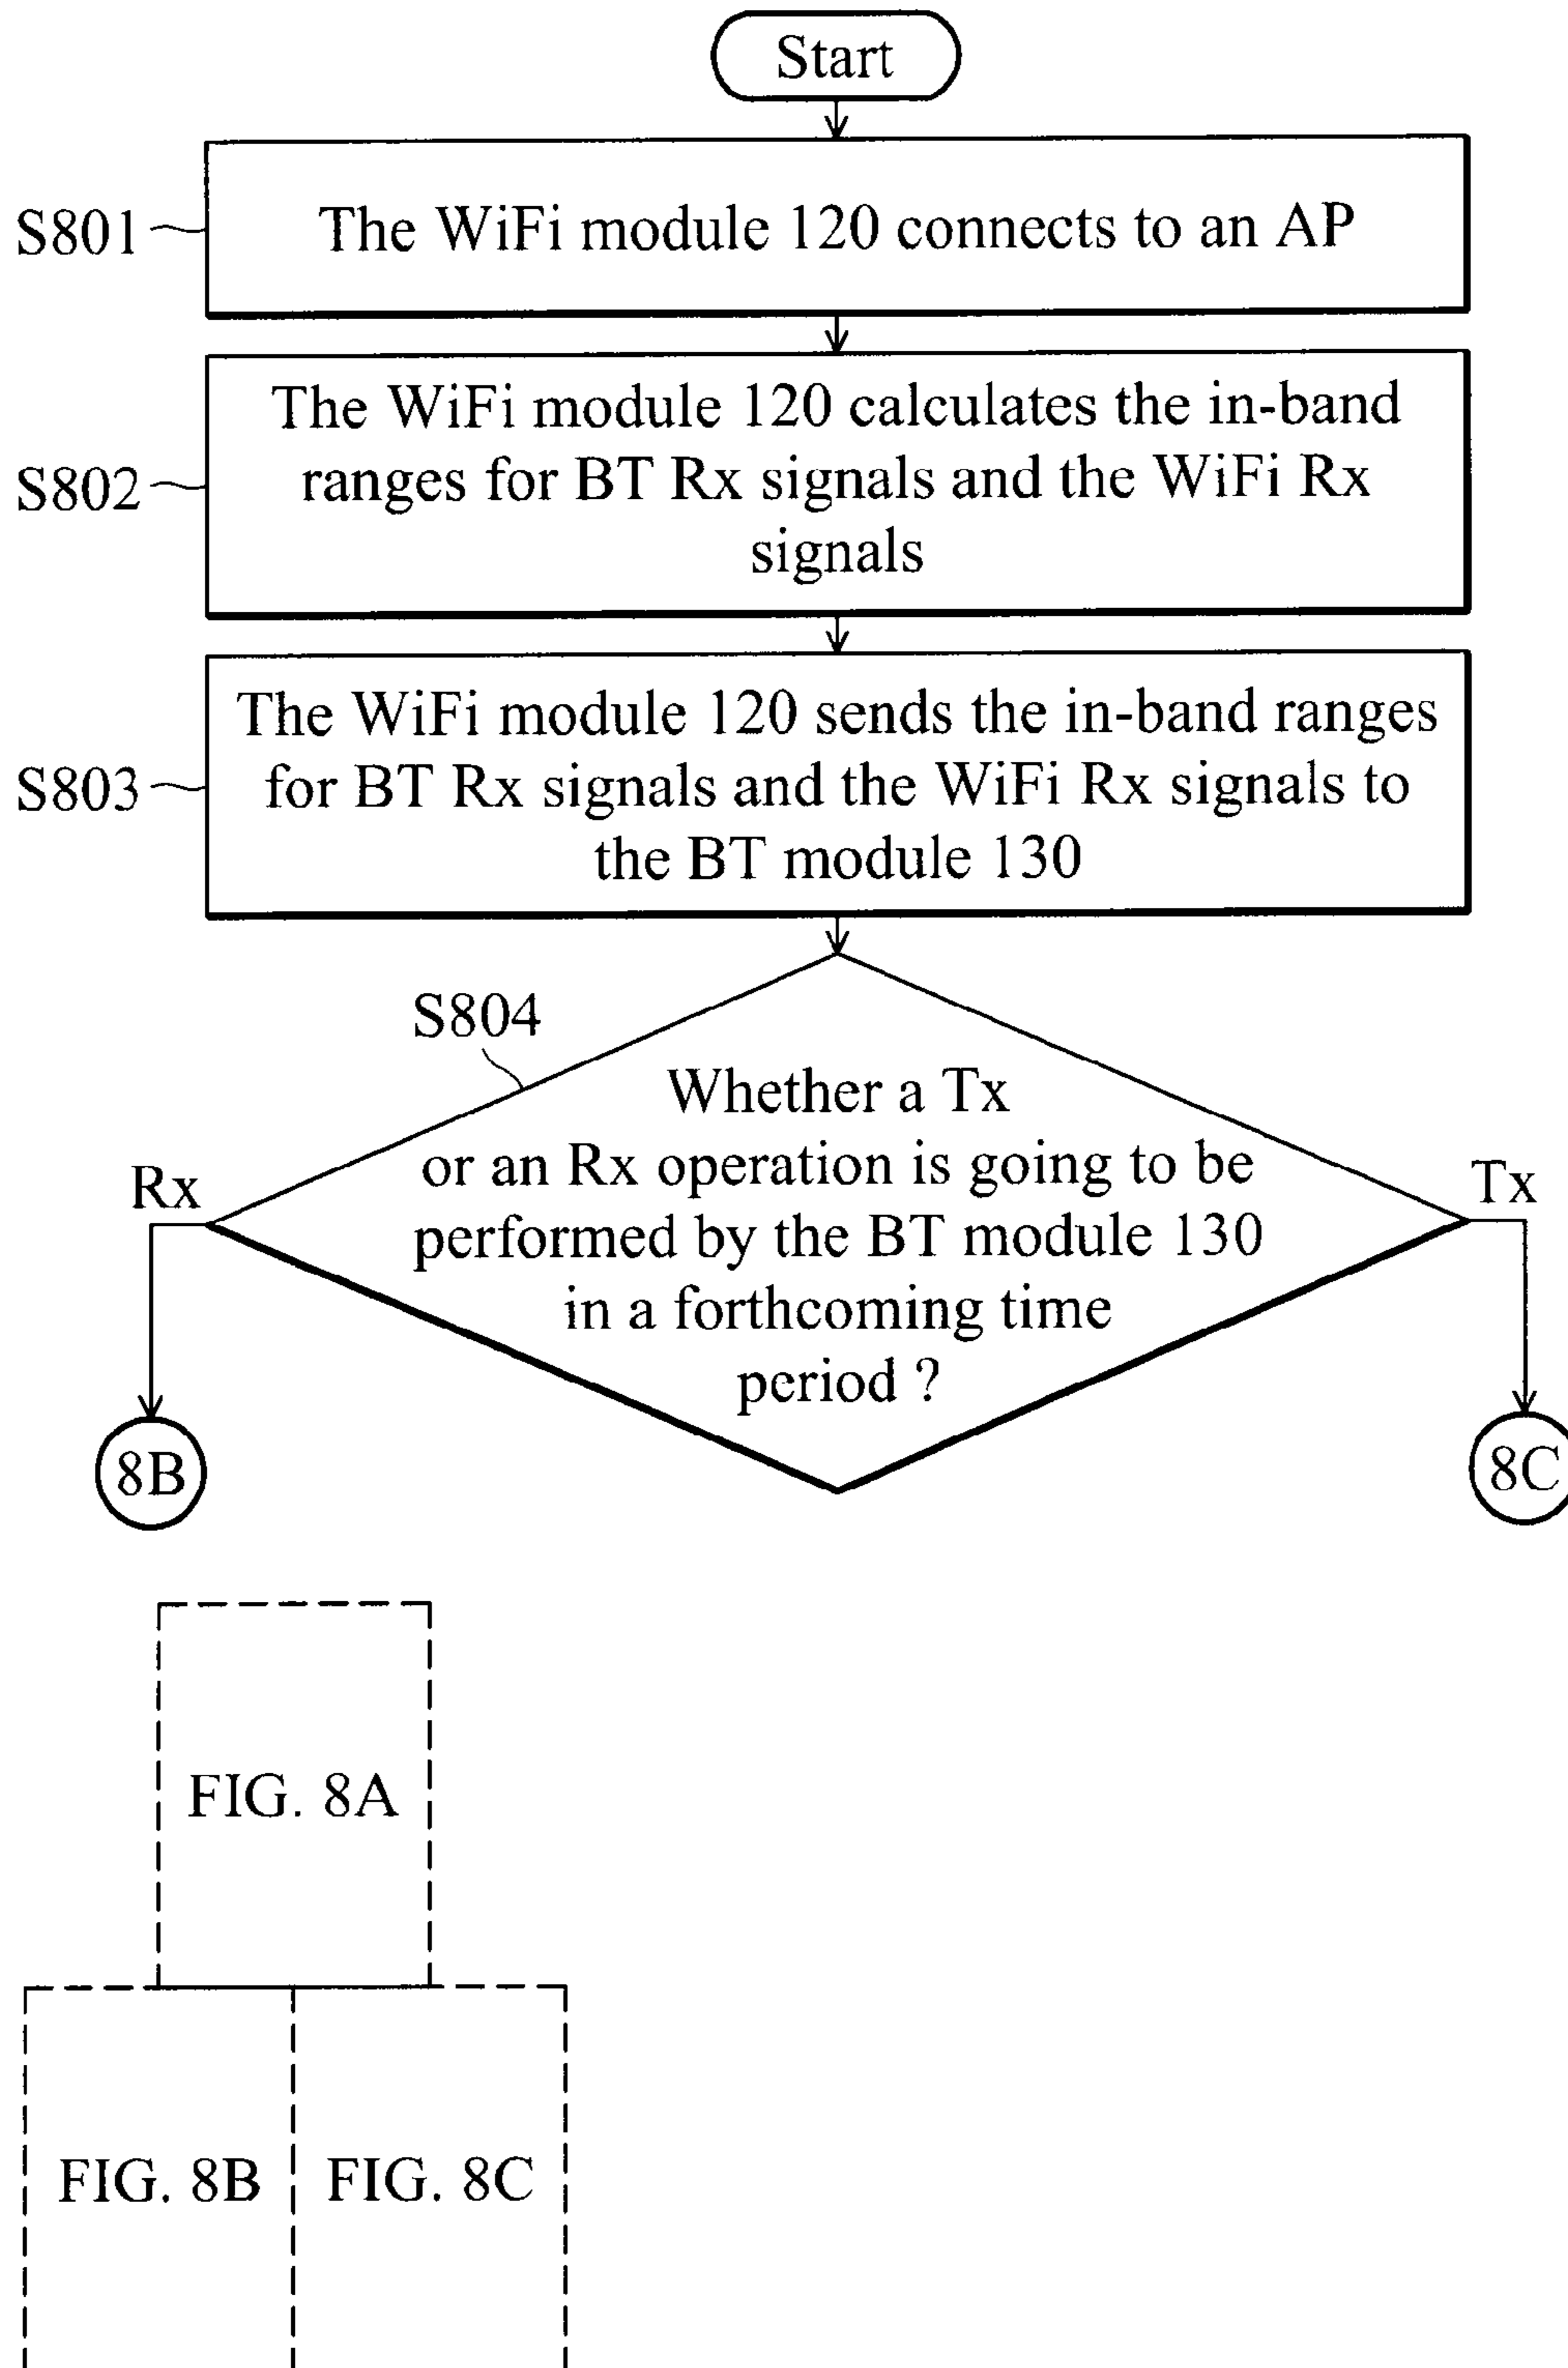 Start
S801
The WiFi module 120 connects to an AP
S802
The WiFi module 120 calculates the in-band
ranges for BT Rx signals and the WiFi Rx
signals
S803
The WiFi module 120 sends the in-band ranges
for BT Rx signals and the WiFi Rx signals to
the BT module 130
S804
Whether a Tx
or an Rx operation is going to be
performed by the BT module 130
in a forthcoming time
period ?
Rx
Tx
8B
8C
FIG. 8A
FIG. 8B
FIG. 8C